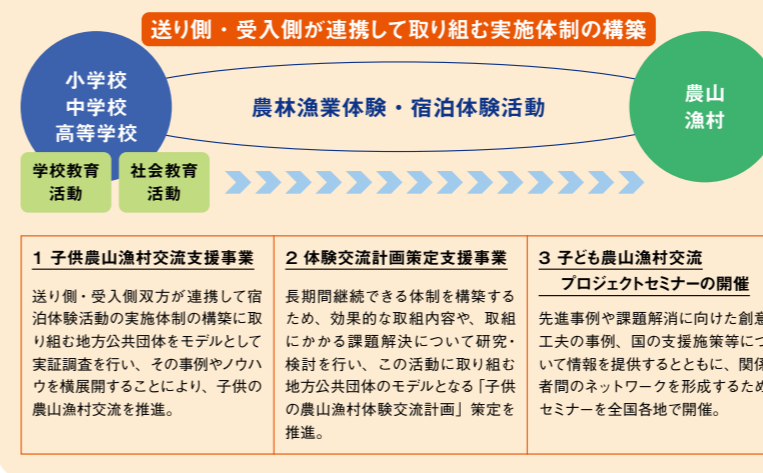 送り側・受入側が連携して取り組む実施体制の構築
小学校
中学校
高等学校
農林漁業体験・宿泊体験活動
農山
漁村
学校教育
活動
社会教育
活動
1 子供農山漁村交流支援事業
送り側・受入側双方が連携して宿
泊体験活動の実施体制の構築に取
り組む地方公共団体をモデルとして
実証調査を行い、その事例やノウハ
ウを横展開することにより、子供の
農山漁村交流を推進。
2 体験交流計画策定支援事業
長期間継続できる体制を構築する
ため、効果的な取組内容や、取組
にかかる課題解決について研究・
検討を行い、この活動に取り組む
地方公共団体のモデルとなる「子供
の農山漁村体験交流計画」策定を
推進。
3 子ども農山漁村交流
プロジェクトセミナーの開催
先進事例や課題解消に向けた創意
工夫の事例、国の支援施策等につ
いて情報を提供するとともに、関係
者間のネットワークを形成するため
セミナーを全国各地で開催。